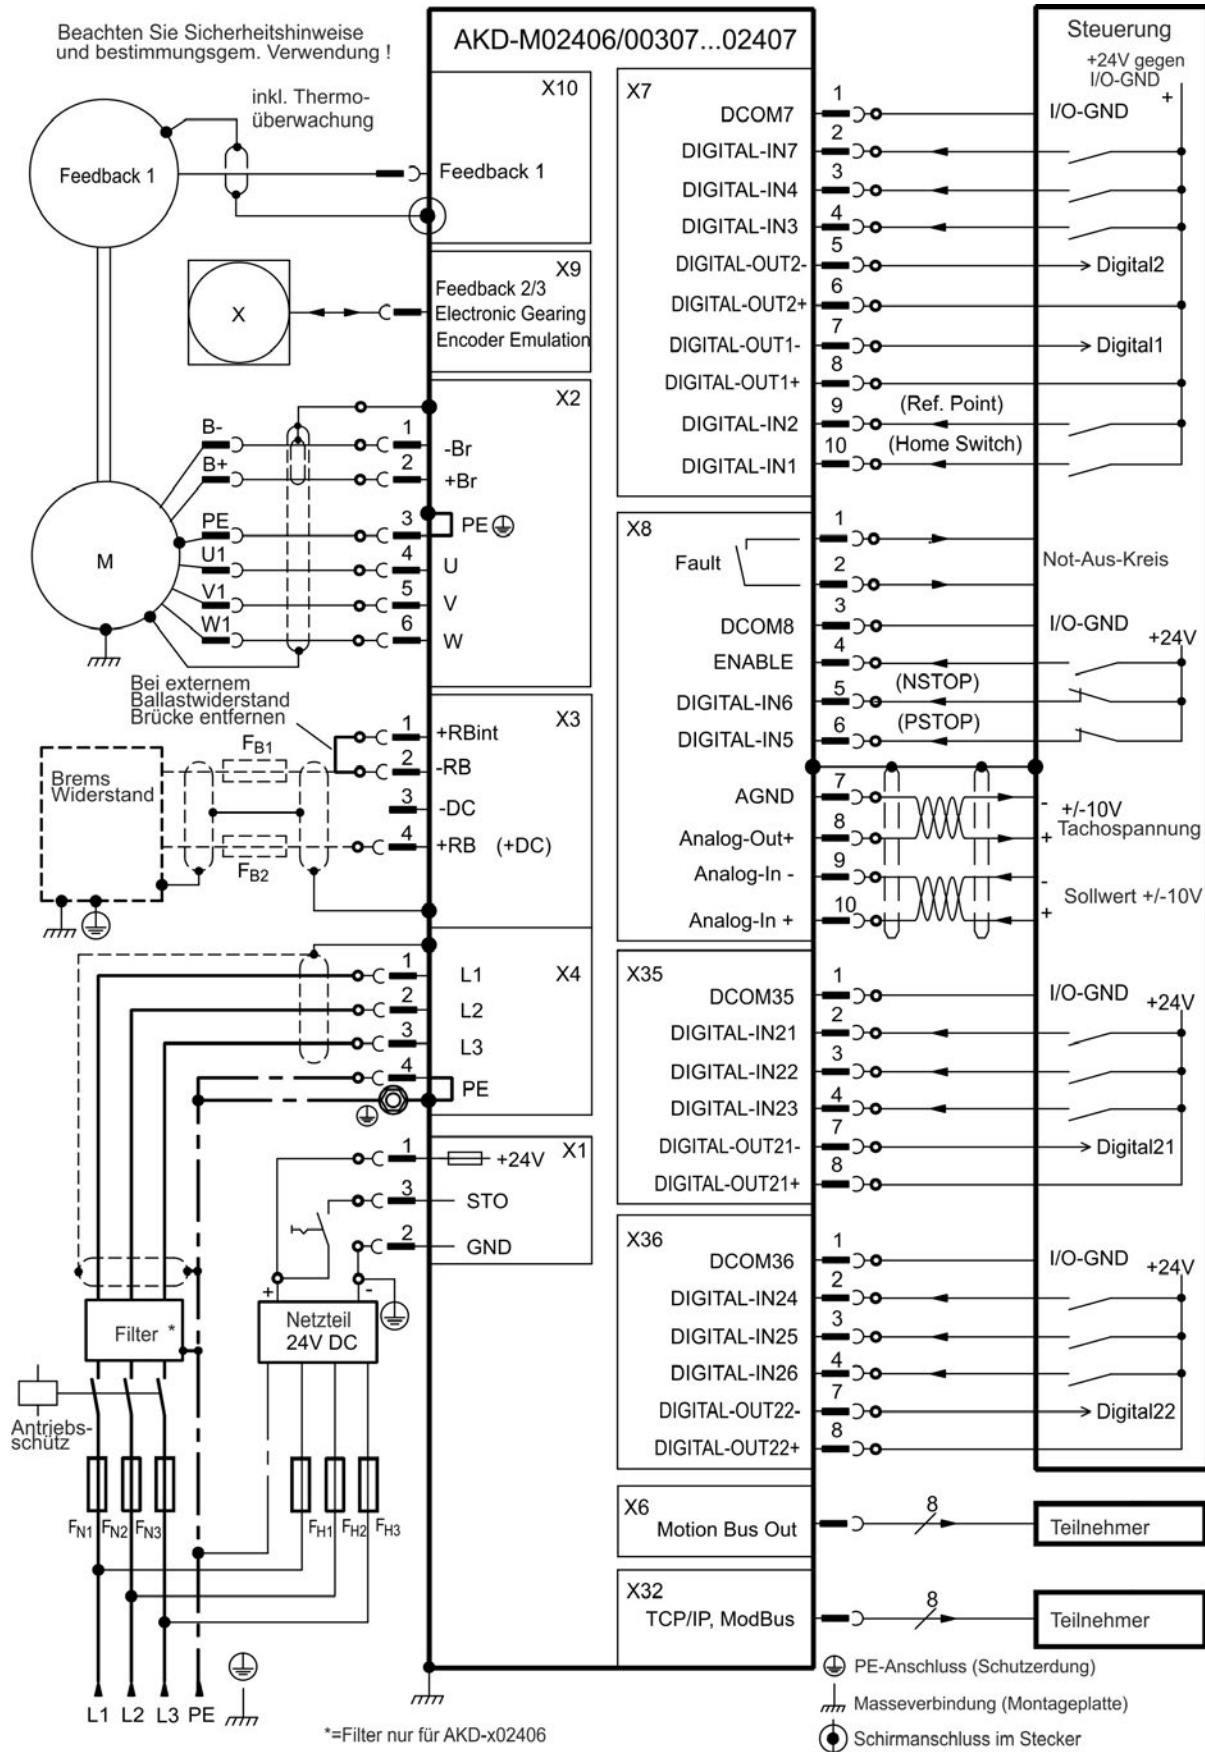 Beachten Sie Sicherheitshinweise
und bestimmungsgem. Verwendung !
AKD-M02406/00307...02407
Steuerung
+24V gegen
I/O-GND
+
inkl. Thermo-
überwachung
Feedback 1
X10
Feedback 1
X
X9
Feedback 2/3
Electronic Gearing
Encoder Emulation
X2
B- 1 -Br
B+ 2 +Br
PE 3 PE
U1 4 U
V1 5 V
W1 6 W
M
Bei externem
Ballastwiderstand
Brücke entfernen
X3
Brems
Widerstand
FB1
FB2
1 +RBint
2 -RB
3 -DC
4 +RB (+DC)
X4
1 L1
2 L2
3 L3
4 PE
X1
1 +24V
3 STO
2 GND
+ -
Netzteil
24V DC
Filter *
Antriebs-
schütz
FN1 FN2 FN3 FH1 FH2 FH3
L1 L2 L3 PE
*=Filter nur für AKD-x02406
X7
DCOM7 1 I/O-GND
DIGITAL-IN7 2
DIGITAL-IN4 3
DIGITAL-IN3 4
DIGITAL-OUT2- 5 Digital2
DIGITAL-OUT2+ 6
DIGITAL-OUT1- 7 Digital1
DIGITAL-OUT1+ 8
DIGITAL-IN2 9 (Ref. Point)
DIGITAL-IN1 10 (Home Switch)
X8
Fault 1
2
Not-Aus-Kreis
DCOM8 3 I/O-GND
+24V
ENABLE 4
DIGITAL-IN6 5 (NSTOP)
DIGITAL-IN5 6 (PSTOP)
AGND 7 -
+/-10V
Tachospannung
Analog-Out+ 8 +
Analog-In - 9 -
Sollwert +/-10V
Analog-In + 10 +
X35
DCOM35 1 I/O-GND +24V
DIGITAL-IN21 2
DIGITAL-IN22 3
DIGITAL-IN23 4
DIGITAL-OUT21- 7 Digital21
DIGITAL-OUT21+ 8
X36
DCOM36 1 I/O-GND +24V
DIGITAL-IN24 2
DIGITAL-IN25 3
DIGITAL-IN26 4
DIGITAL-OUT22- 7 Digital22
DIGITAL-OUT22+ 8
X6
Motion Bus Out 8 Teilnehmer
X32
TCP/IP, ModBus 8 Teilnehmer
PE-Anschluss (Schutzerdung)
Masseverbindung (Montageplatte)
Schirmanschluss im Stecker